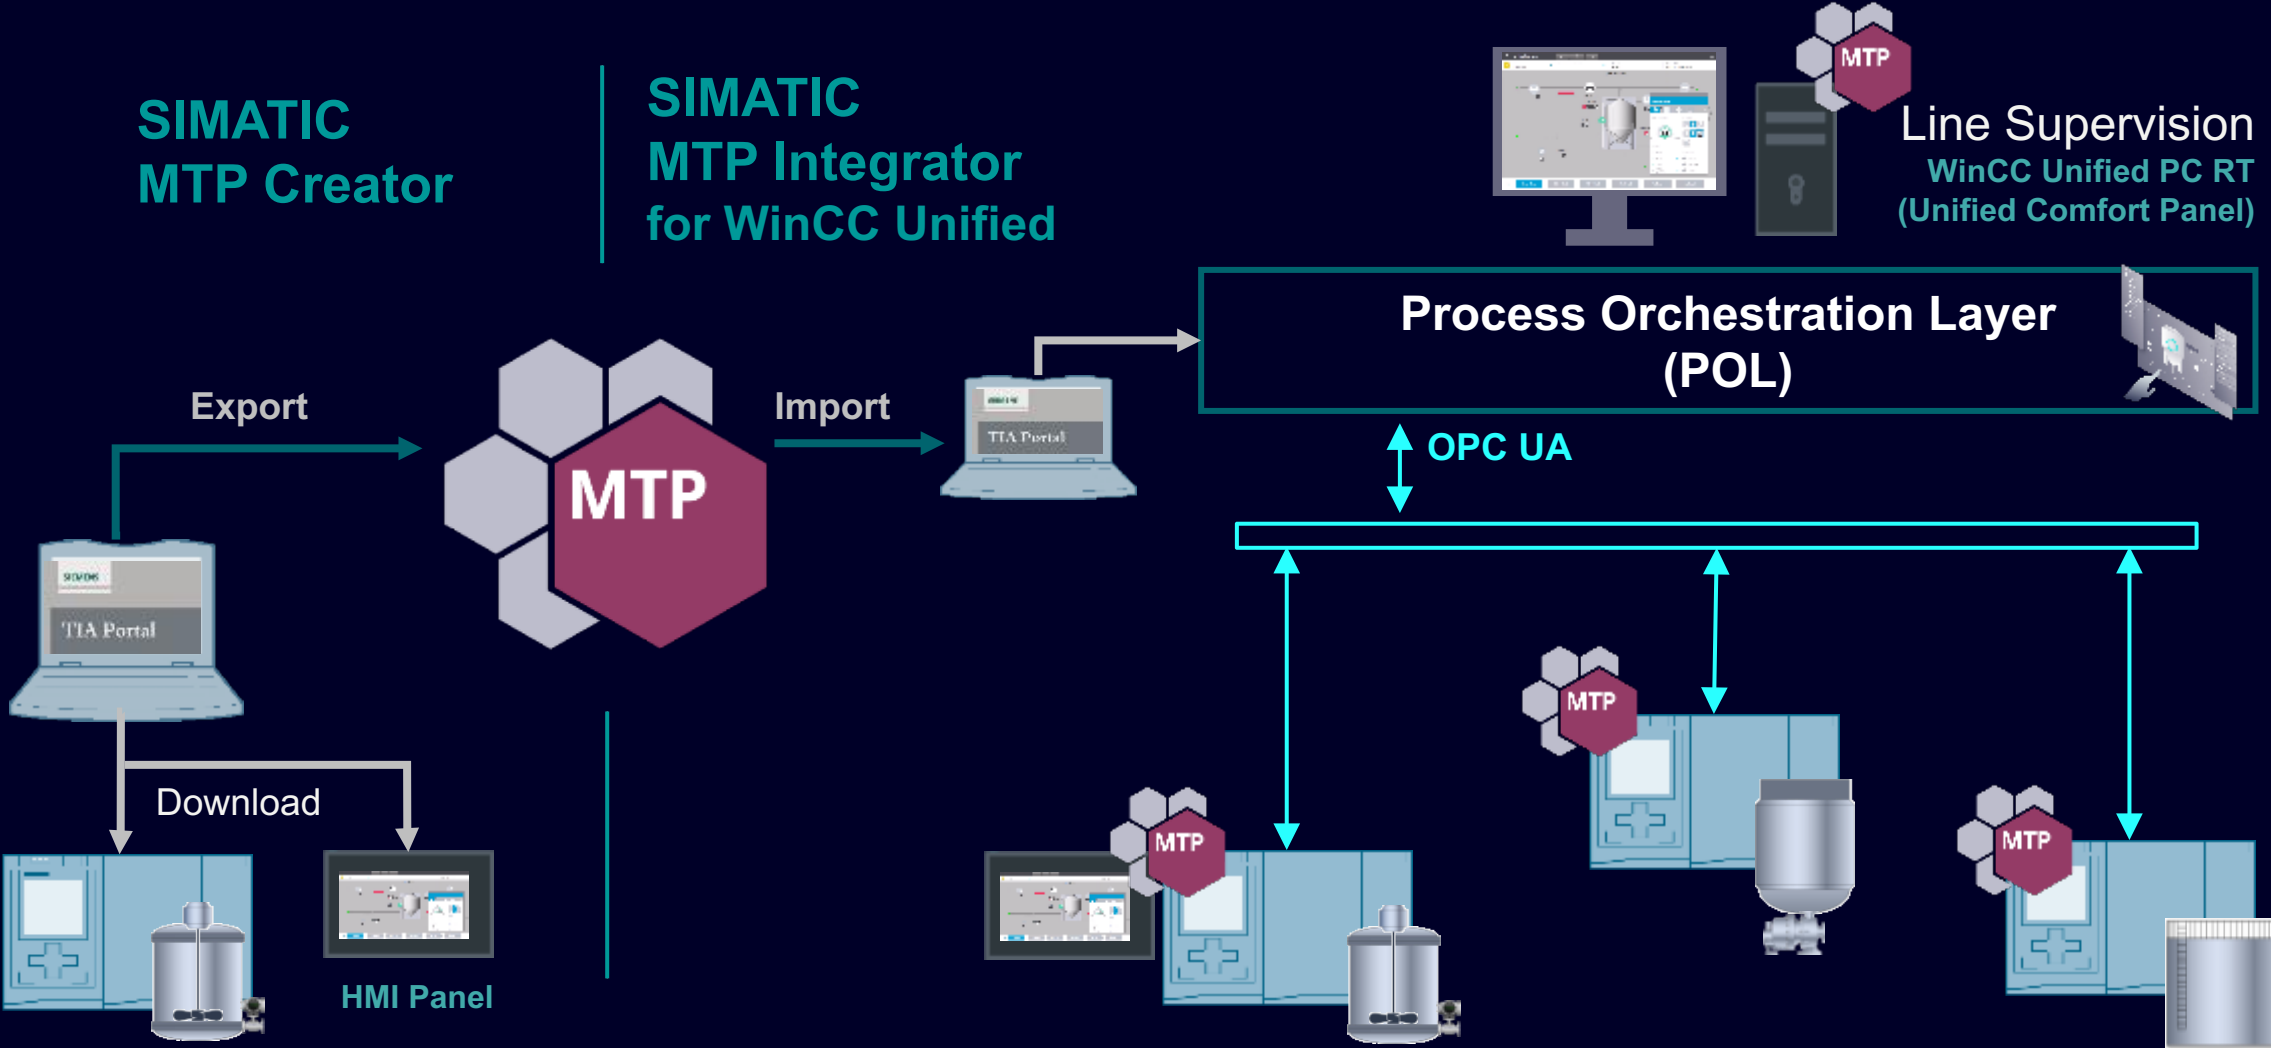 SIMATIC
MTP Creator
SIMATIC
MTP Integrator
for WinCC Unified
MTP
Line Supervision
WinCC Unified PC RT
(Unified Comfort Panel)
Process Orchestration Layer
(POL)
Export
MTP
Import
TIA Portal
OPC UA
SIEMENS
TIA Portal
Download
HMI Panel
MTP
MTP
MTP